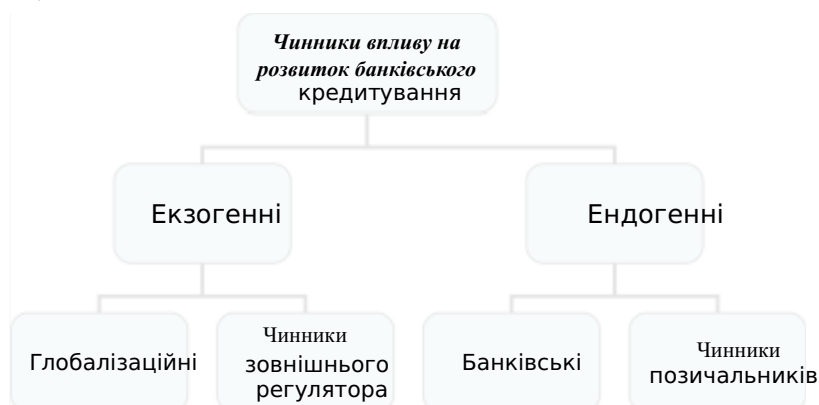 Чинники впливу на
розвиток банківського
кредитування
Екзогенні
Ендогенні
Глобалізаційні
Чинники
зовнішнього
регулятора
Банківські
Чинники
позичальників